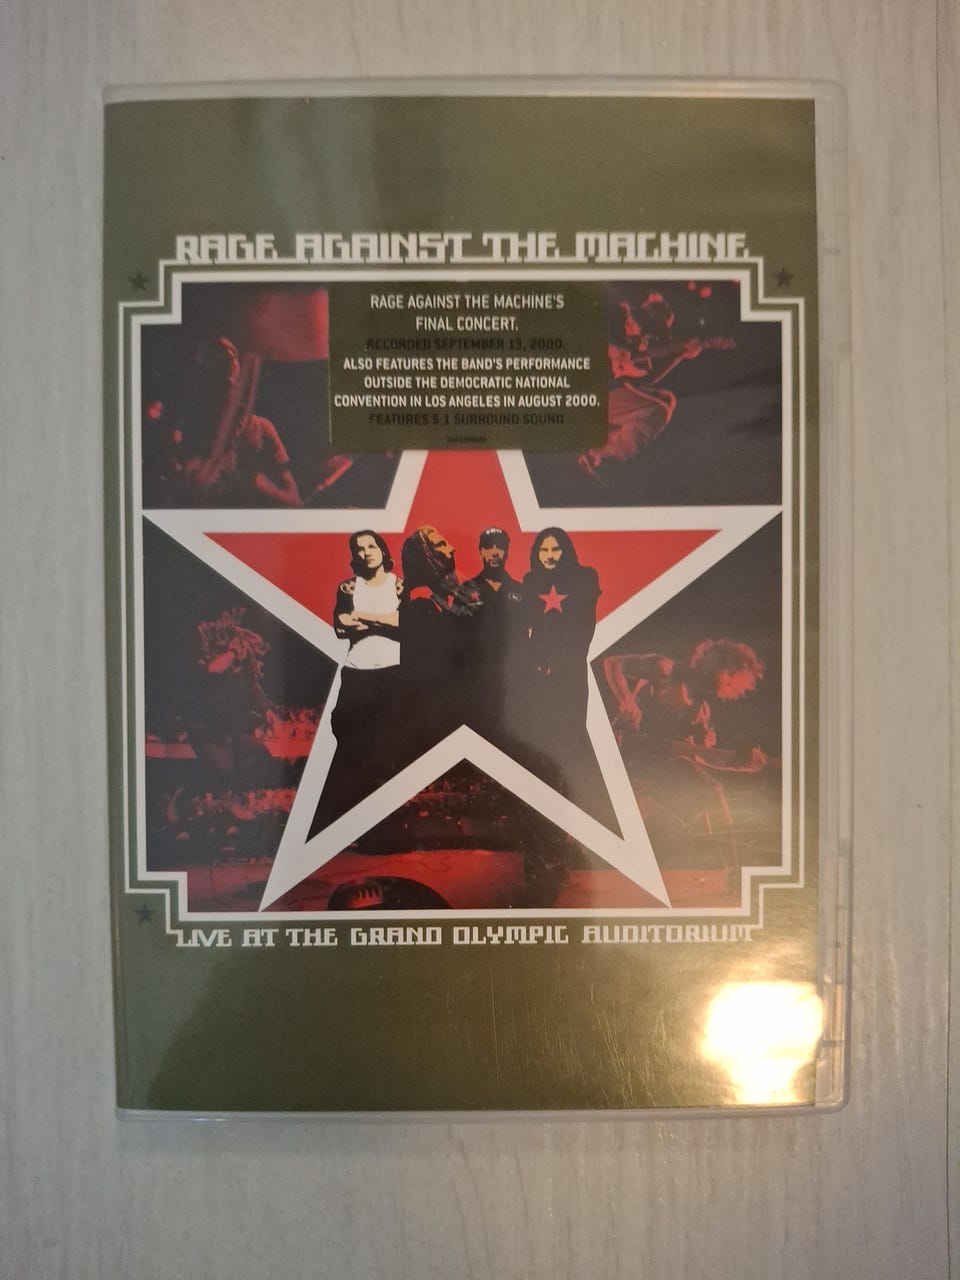 RAGE AGAINST THE MACHINE
RAGE AGAINST THE MACHINE'S
FINAL CONCERT.
RECORDED SEPTEMBER 13, 2000.
ALSO FEATURES THE BAND'S PERFORMANCE
OUTSIDE THE DEMOCRATIC NATIONAL
CONVENTION IN LOS ANGELES IN AUGUST 2000.
FEATURES 5.1 SURROUND SOUND
LIVE AT THE GRAND OLYMPIC AUDITORIUM